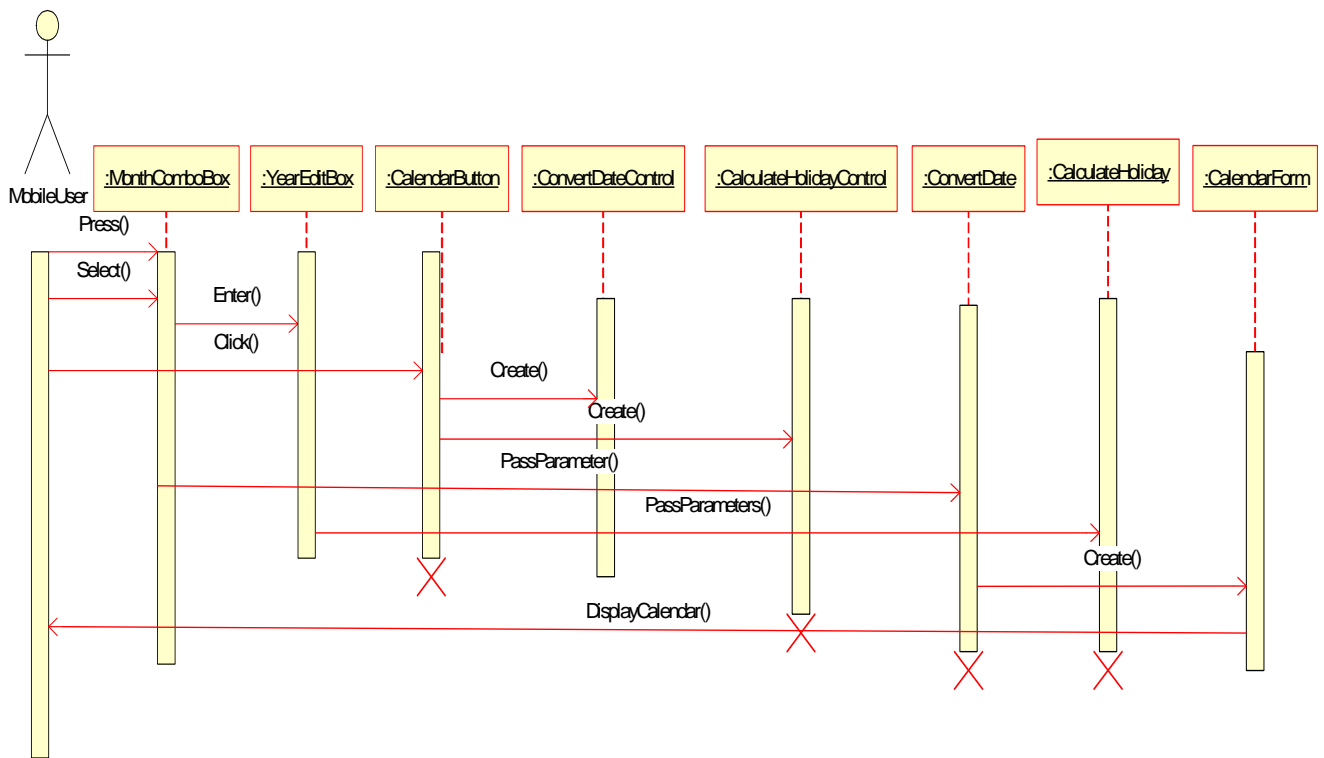 :MonthComboBox
:YearEditBox
:CalendarButton
:ConvertDateControl
:CalculateHolidayControl
:ConvertDate
:CalculateHoliday
:CalendarForm
MobileUser
Press()
Select()
Enter()
Click()
Create()
Create()
PassParameter()
PassParameters()
Create()
DisplayCalendar()